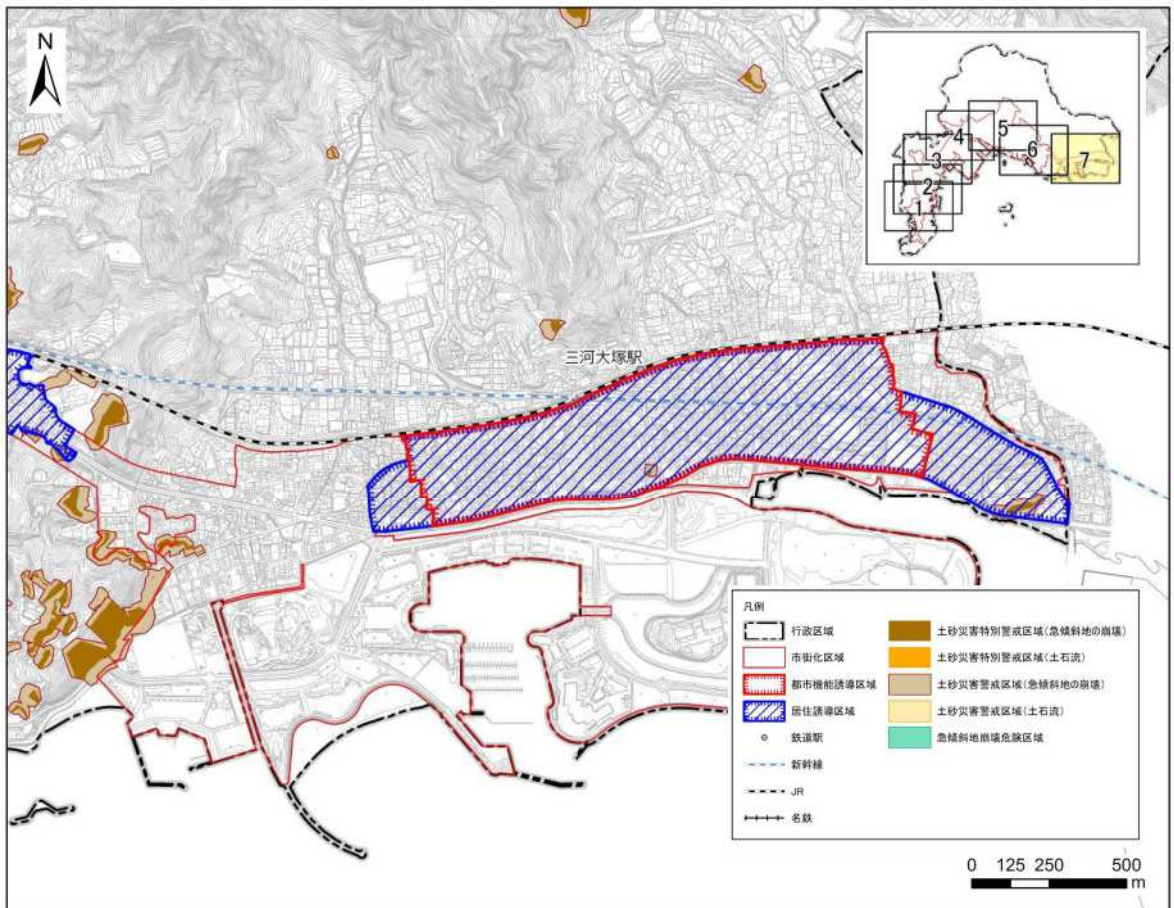 N
5
4
6
3
7
2
1
三河大塚駅
凡例
行政区域
市街化区域
都市機能誘導区域
居住誘導区域
鉄道駅
新幹線
JR
名鉄
土砂災害特別警戒区域(急傾斜地の崩壊)
土砂災害特別警戒区域(土石流)
土砂災害警戒区域(急傾斜地の崩壊)
土砂災害警戒区域(土石流)
急傾斜地崩壊危険区域
0 125 250 500
m